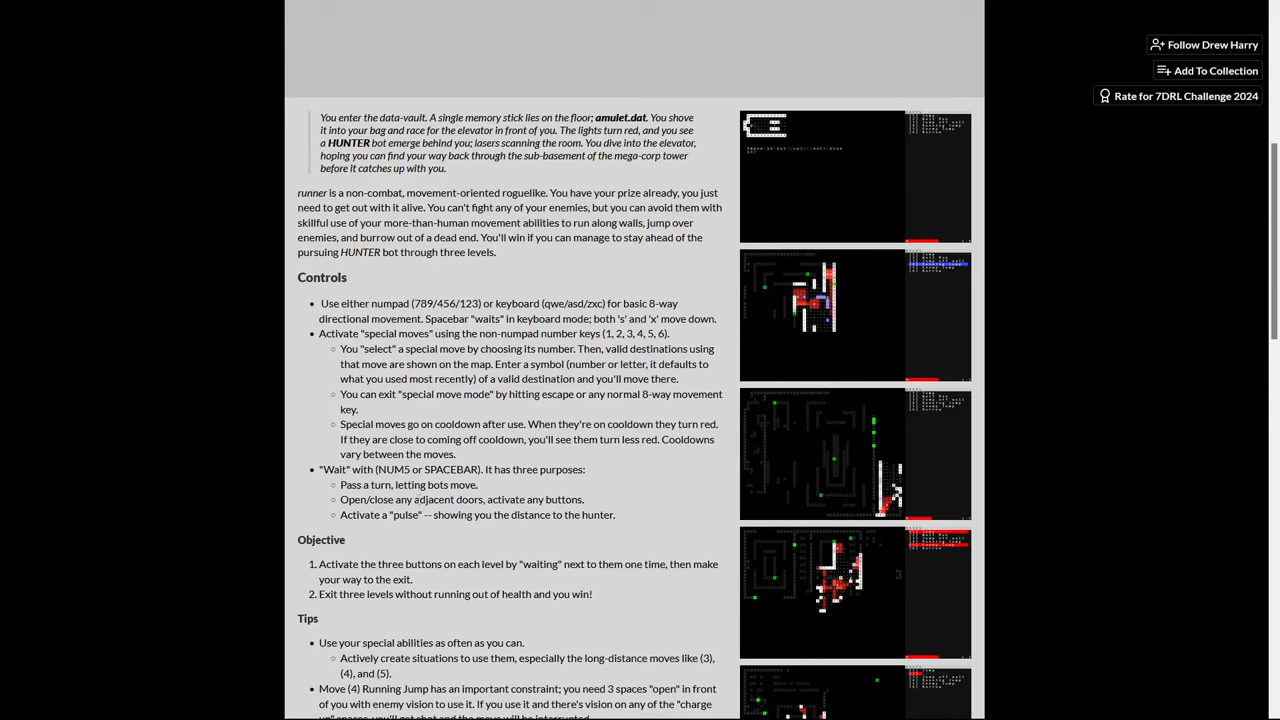 Follow Drew Harry
Add To Collection
Rate for 7DRL Challenge 2024
You enter the data-vault. A single memory stick lies on the floor; amulet.dat. You shove
it into your bag and race for the elevator in front of you. The lights turn red, and you see
a HUNTER bot emerge behind you; lasers scanning the room. You dive into the elevator,
hoping you can find your way back through the sub-basement of the mega-corp tower
before it catches up with you.
runner is a non-combat, movement-oriented roguelike. You have your prize already, you just
need to get out with it alive. You can't fight any of your enemies, but you can avoid them with
skillful use of your more-than-human movement abilities to run along walls, jump over
enemies, and burrow out of a dead end. You'll win if you can manage to stay ahead of the
pursuing HUNTER bot through three levels.
Controls
Use either numpad (789/456/123) or keyboard (qwe/asd/zxc) for basic 8-way
directional movement. Spacebar "waits" in keyboard mode; both 's' and 'x' move down.
Activate "special moves" using the non-numpad number keys (1, 2, 3, 4, 5, 6).
You "select" a special move by choosing its number. Then, valid destinations using
that move are shown on the map. Enter a symbol (number or letter, it defaults to
what you used most recently) of a valid destination and you'll move there.
You can exit "special move mode" by hitting escape or any normal 8-way movement
key.
Special moves go on cooldown after use. When they're on cooldown they turn red.
If they are close to coming off cooldown, you'll see them turn less red. Cooldowns
vary between the moves.
"Wait" with (NUM5 or SPACEBAR). It has three purposes:
Pass a turn, letting bots move.
Open/close any adjacent doors, activate any buttons.
Activate a "pulse" -- showing you the distance to the hunter.
Objective
1. Activate the three buttons on each level by "waiting" next to them one time, then make
your way to the exit.
2. Exit three levels without running out of health and you win!
Tips
Use your special abilities as often as you can.
Actively create situations to use them, especially the long-distance moves like (3),
(4), and (5).
Move (4) Running Jump has an important constraint; you need 3 spaces "open" in front
of you with enemy vision to use it. If you use it and there's vision on any of the "charge
up" spaces, you'll get shot and the move will be interrupted.